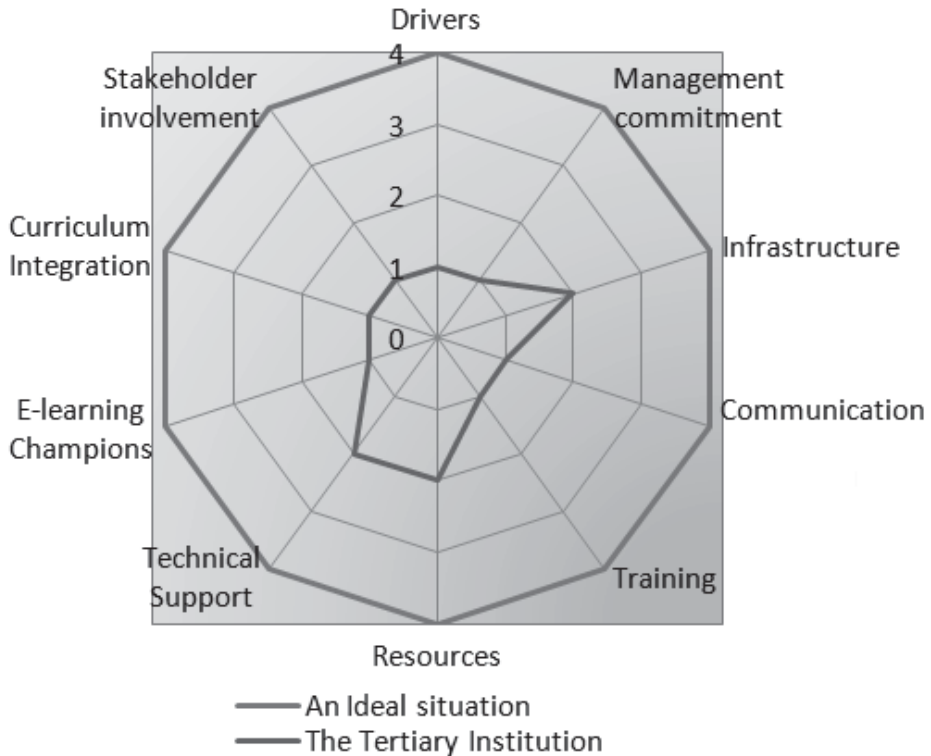 Drivers
4
Stakeholder
involvement
Management
commitment
3
2
Curriculum
Integration
Infrastructure
1
0
E-learning
Champions
Communication
Technical
Support
Training
Resources
An Ideal situation
The Tertiary Institution